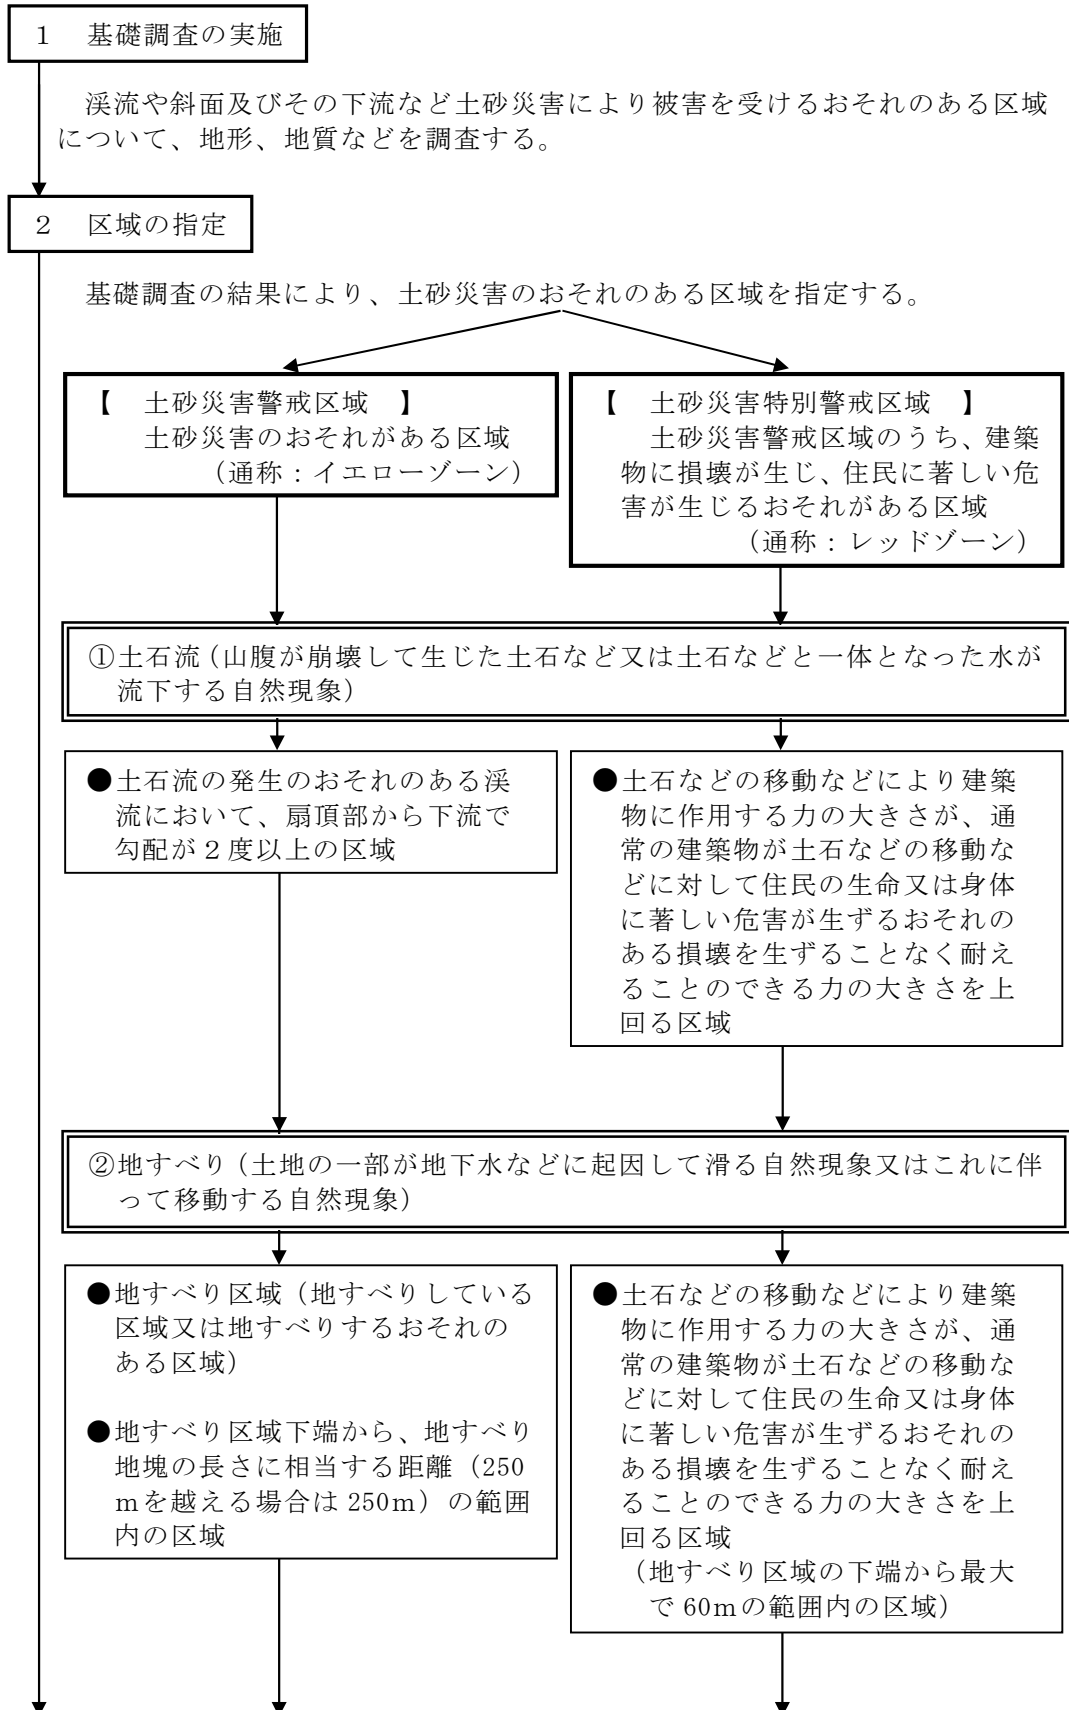 １　基礎調査の実施
渓流や斜面及びその下流など土砂災害により被害を受けるおそれのある区域
について、地形、地質などを調査する。
２　区域の指定
基礎調査の結果により、土砂災害のおそれのある区域を指定する。
【　土砂災害警戒区域　】
土砂災害のおそれがある区域
（通称：イエローゾーン）
【　土砂災害特別警戒区域　】
土砂災害警戒区域のうち、建築
物に損壊が生じ、住民に著しい危
害が生じるおそれがある区域
（通称：レッドゾーン）
①土石流（山腹が崩壊して生じた土石など又は土石などと一体となった水が
流下する自然現象）
●土石流の発生のおそれのある渓
流において、扇頂部から下流で
勾配が２度以上の区域
●土石などの移動などにより建築
物に作用する力の大きさが、通
常の建築物が土石などの移動な
どに対して住民の生命又は身体
に著しい危害が生ずるおそれの
ある損壊を生ずることなく耐え
ることのできる力の大きさを上
回る区域
②地すべり（土地の一部が地下水などに起因して滑る自然現象又はこれに伴
って移動する自然現象）
●地すべり区域（地すべりしている
区域又は地すべりするおそれの
ある区域）
●地すべり区域下端から、地すべり
地塊の長さに相当する距離（250
ｍを越える場合は 250ｍ）の範囲
内の区域
●土石などの移動などにより建築
物に作用する力の大きさが、通
常の建築物が土石などの移動な
どに対して住民の生命又は身体
に著しい危害が生ずるおそれの
ある損壊を生ずることなく耐え
ることのできる力の大きさを上
回る区域
（地すべり区域の下端から最大
で 60ｍの範囲内の区域）